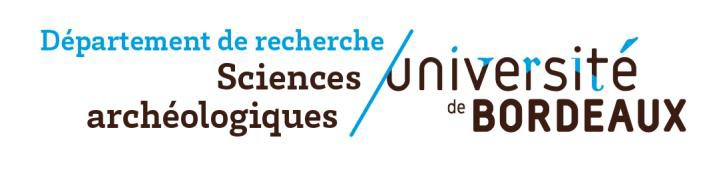 Département de recherche
Sciences
archéologiques
université
de BORDEAUX